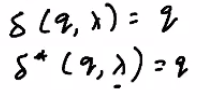 δ(q, λ) = q
δ*(q, λ) = q